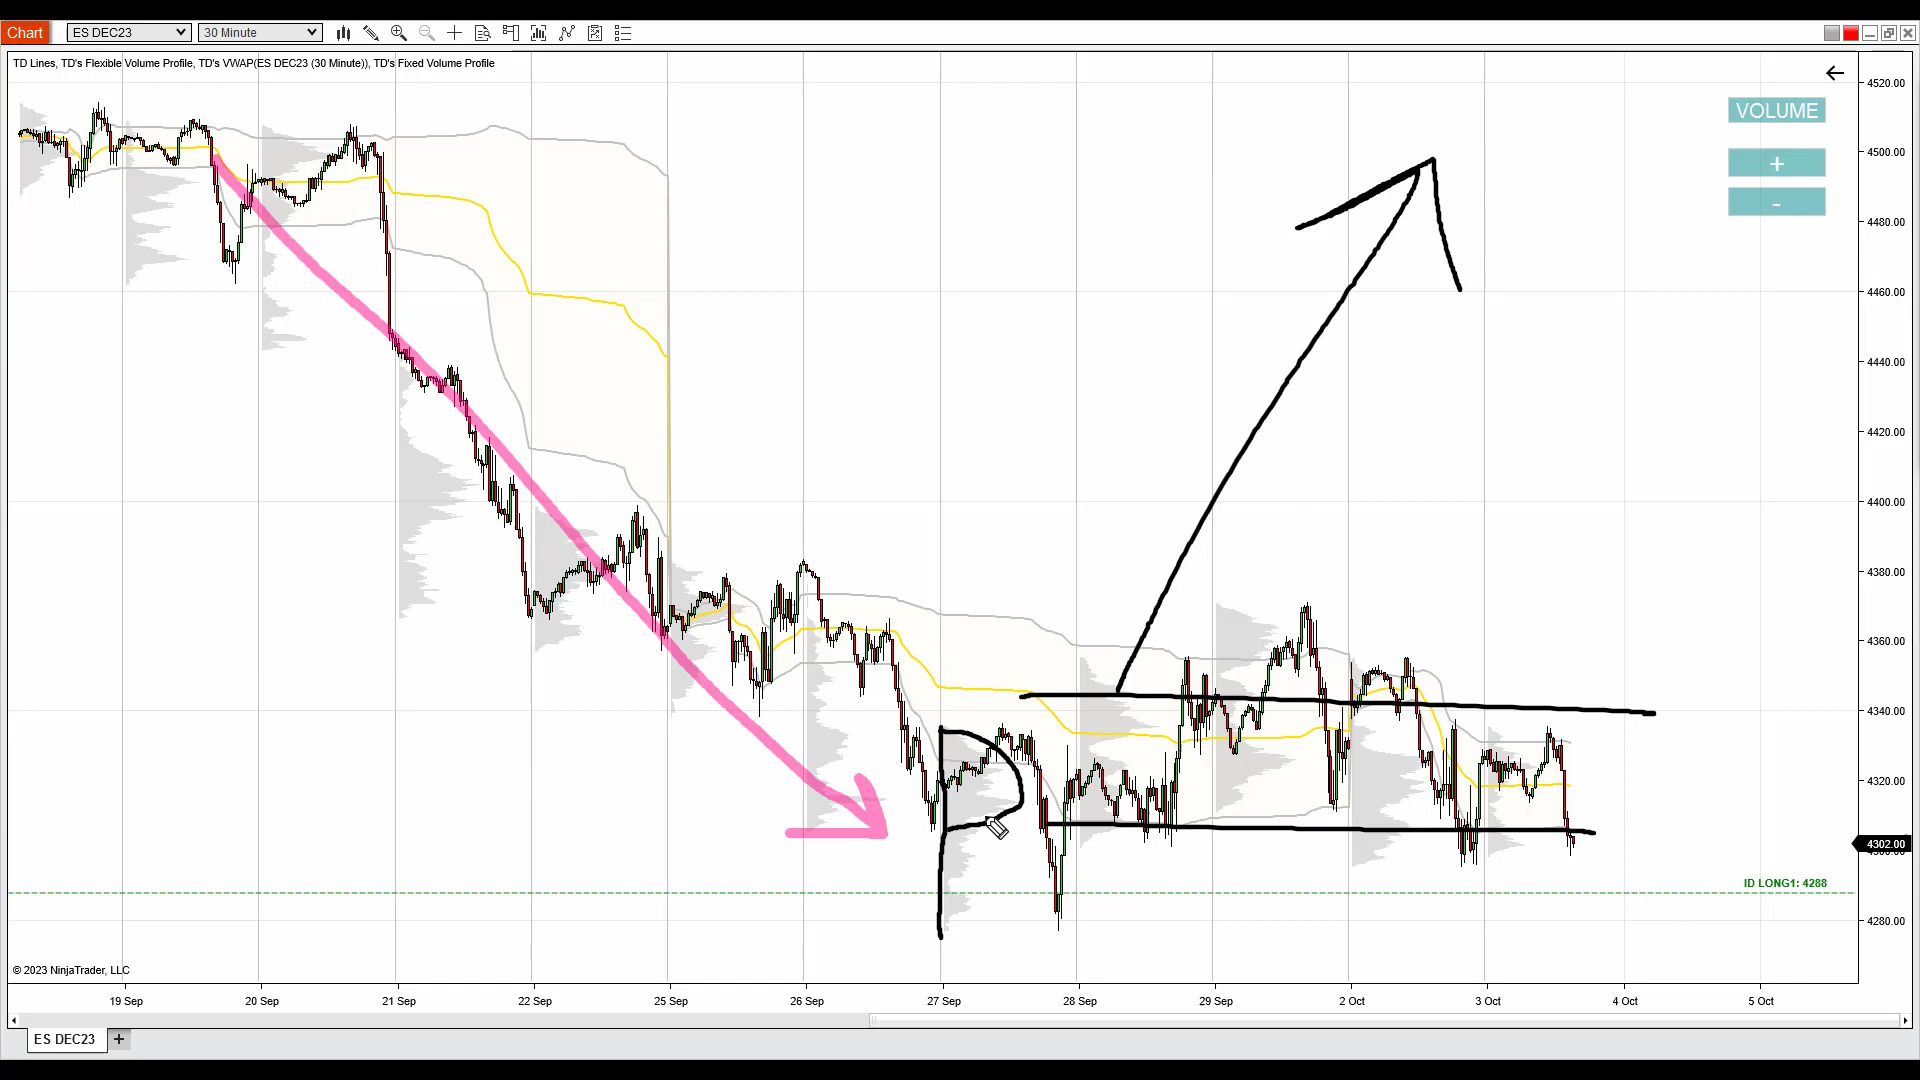 Chart ES DEC23 30 Minute
TD Lines, TD's Flexible Volume Profile, TD's VWAP(ES DEC23 (30 Minute)), TD's Fixed Volume Profile
VOLUME
+
-
4520.00
4500.00
4480.00
4460.00
4440.00
4420.00
4400.00
4380.00
4360.00
4340.00
4320.00
4302.00
ID LONG1: 4288
4280.00
© 2023 NinjaTrader, LLC
19 Sep 20 Sep 21 Sep 22 Sep 25 Sep 26 Sep 27 Sep 28 Sep 29 Sep 2 Oct 3 Oct 4 Oct 5 Oct
ES DEC23 +